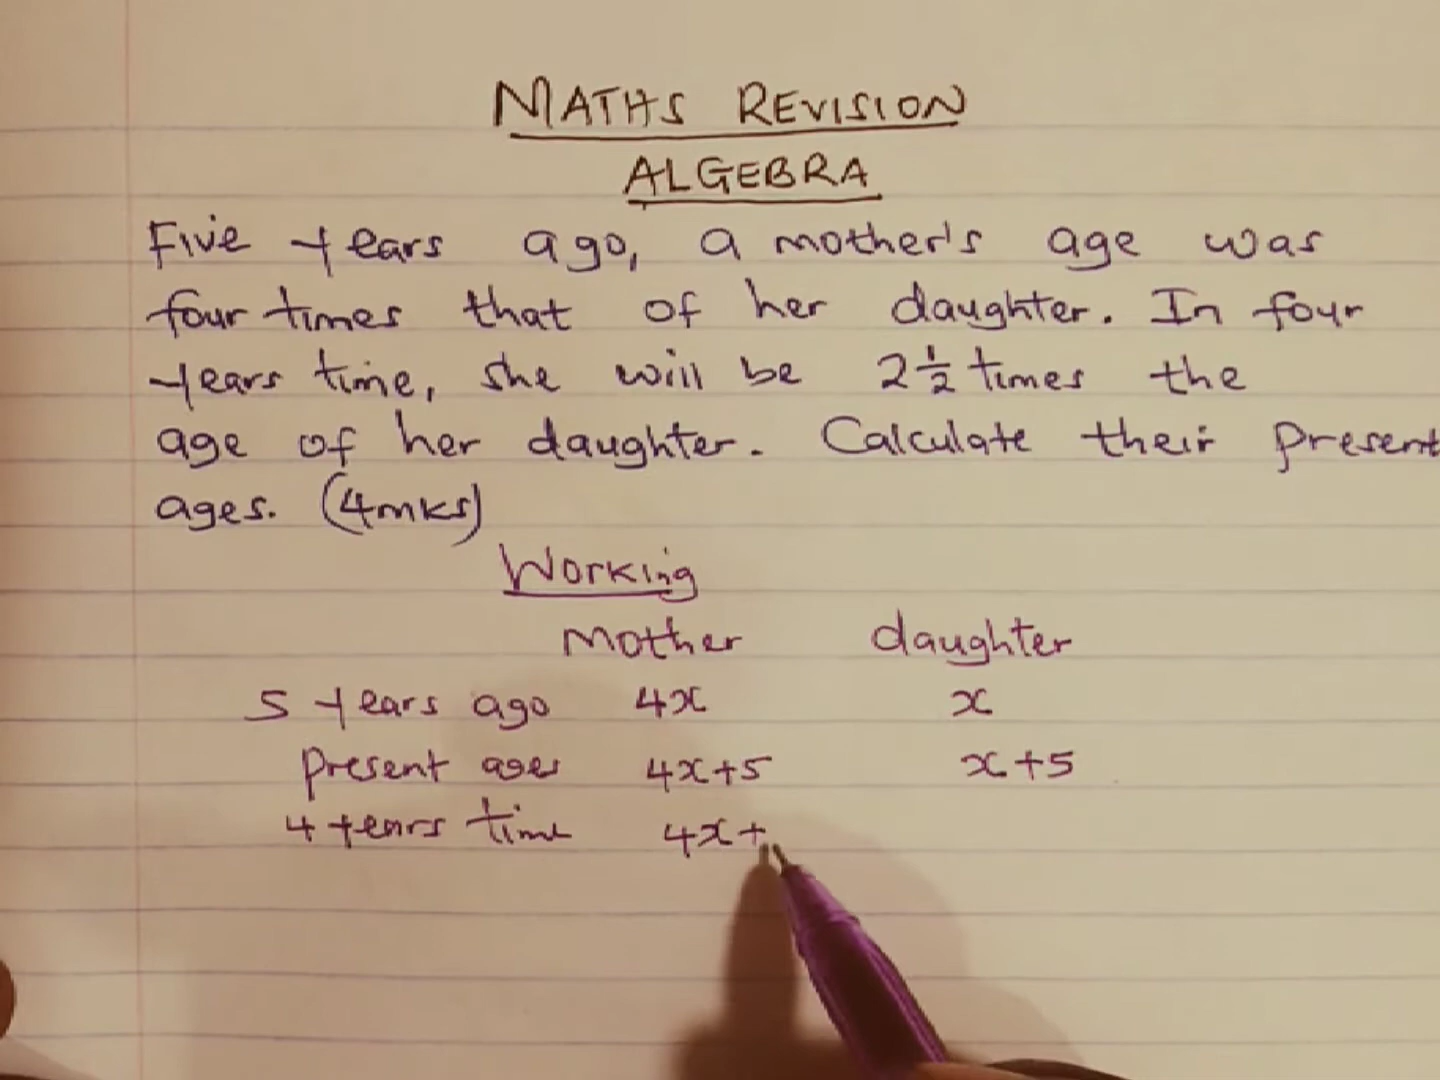 MATHS REVISION
ALGEBRA
Five years ago, a mother's age was
four times that of her daughter. In four
years time, she will be 2½ times the
age of her daughter. Calculate their present
ages. (4mks)
Working
Mother daughter
5 years ago 4x x
present ages 4x+5 x+5
4 years time 4x+